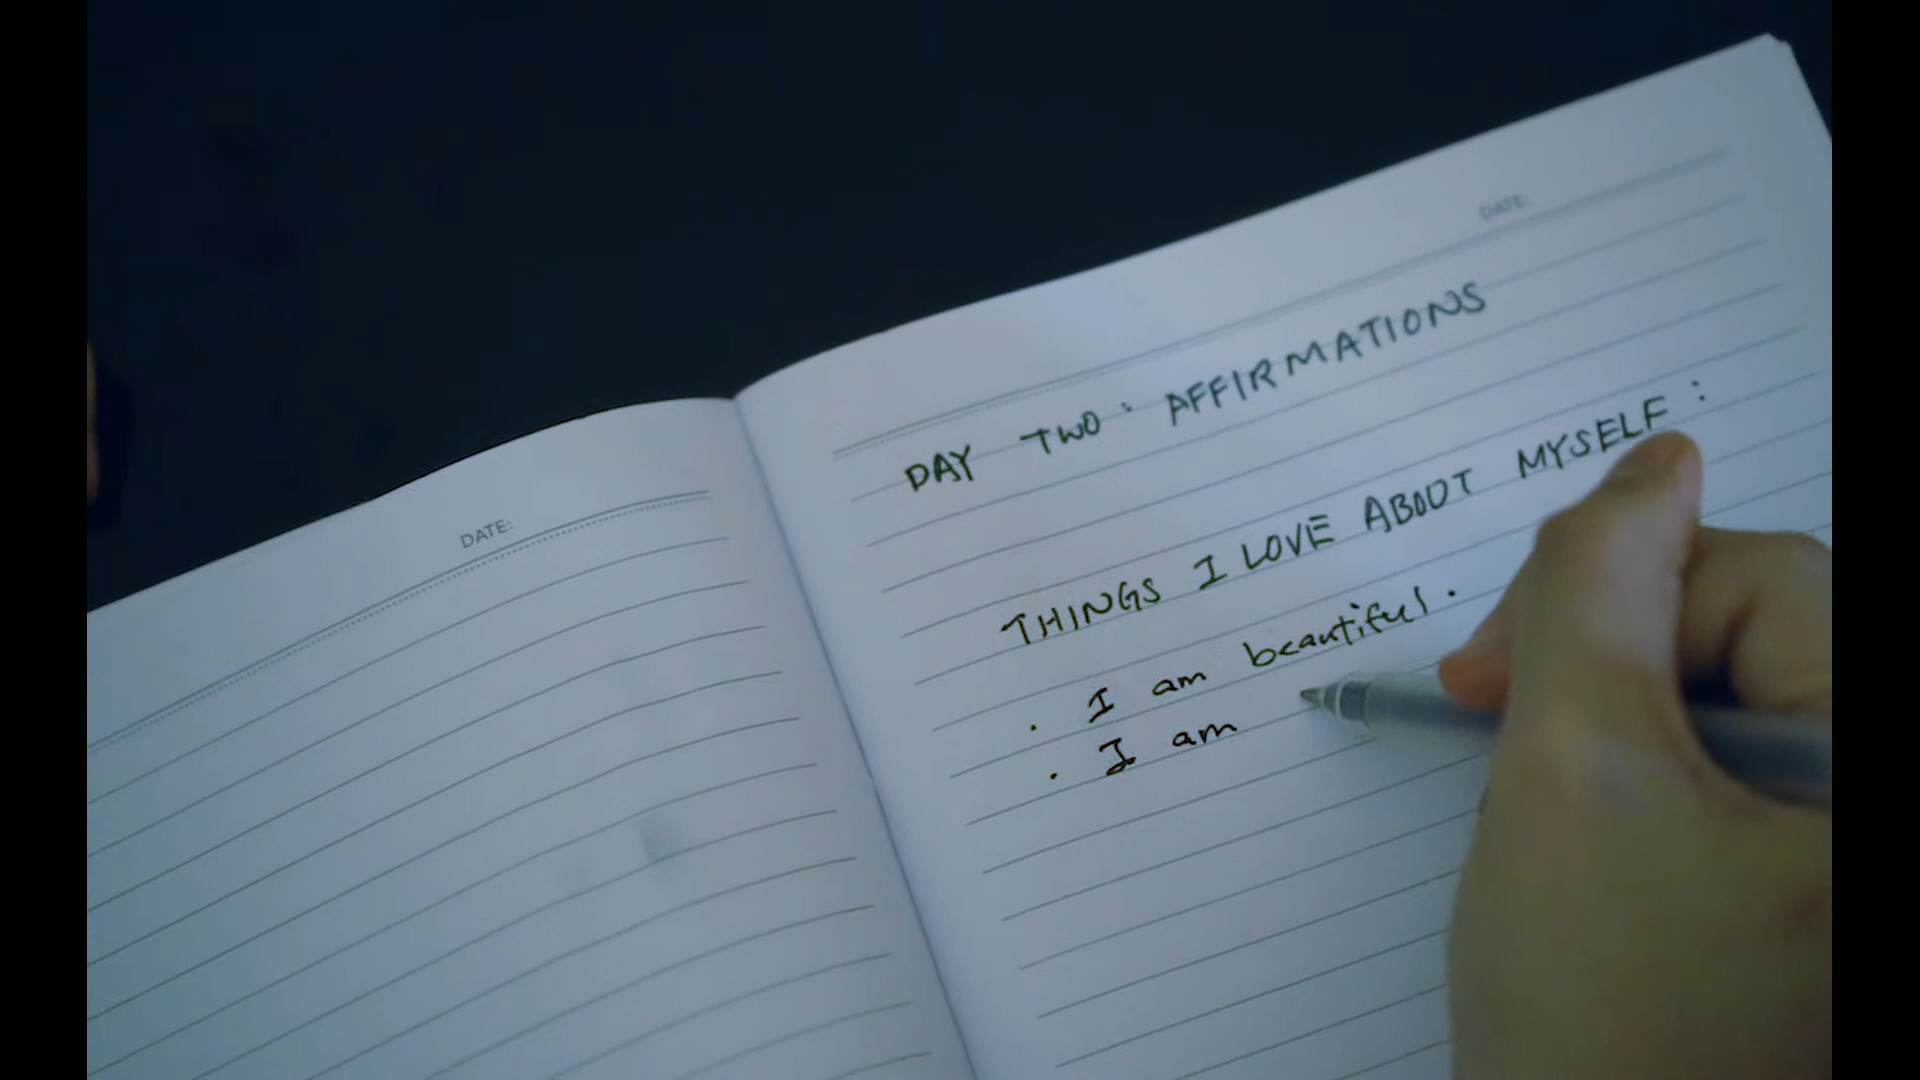 DATE:
DATE:
DAY TWO: AFFIRMATIONS
THINGS I LOVE ABOUT MYSELF:
. I am beautiful.
. I am